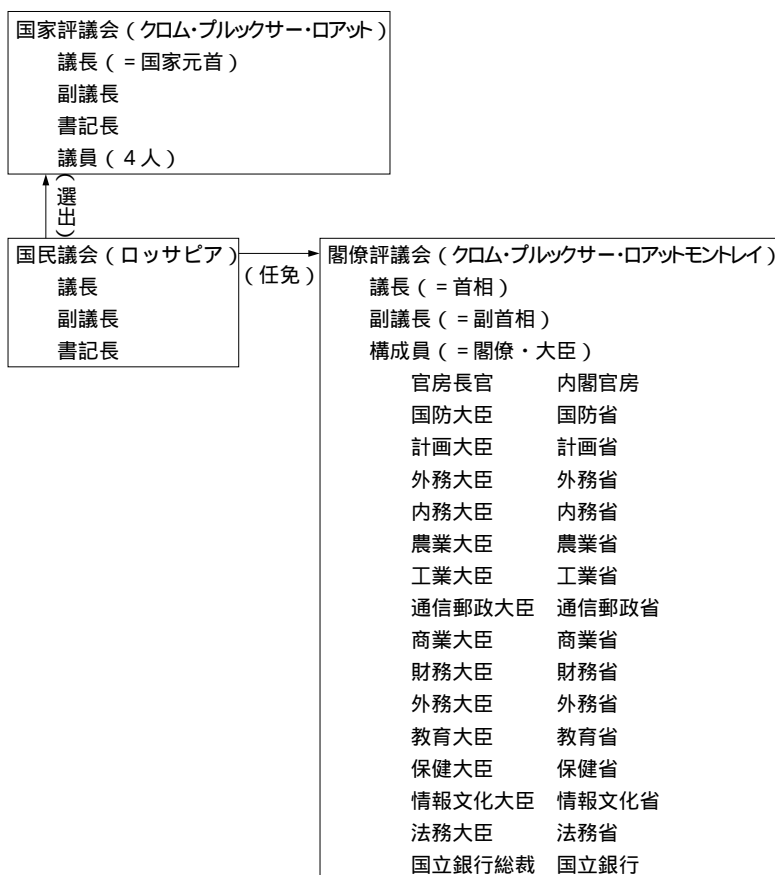 国家評議会（クロム・プルックサー・ロアット）
議長（=国家元首）
副議長
書記長
議員（4人）
（選出）
国民議会（ロッサピア）
議長
副議長
書記長
（任免）
閣僚評議会（クロム・プルックサー・ロアットモントレイ）
議長（=首相）
副議長（=副首相）
構成員（=閣僚・大臣）
官房長官 内閣官房
国防大臣 国防省
計画大臣 計画省
外務大臣 外務省
内務大臣 内務省
農業大臣 農業省
工業大臣 工業省
通信郵政大臣 通信郵政省
商業大臣 商業省
財務大臣 財務省
外務大臣 外務省
教育大臣 教育省
保健大臣 保健省
情報文化大臣 情報文化省
法務大臣 法務省
国立銀行総裁 国立銀行